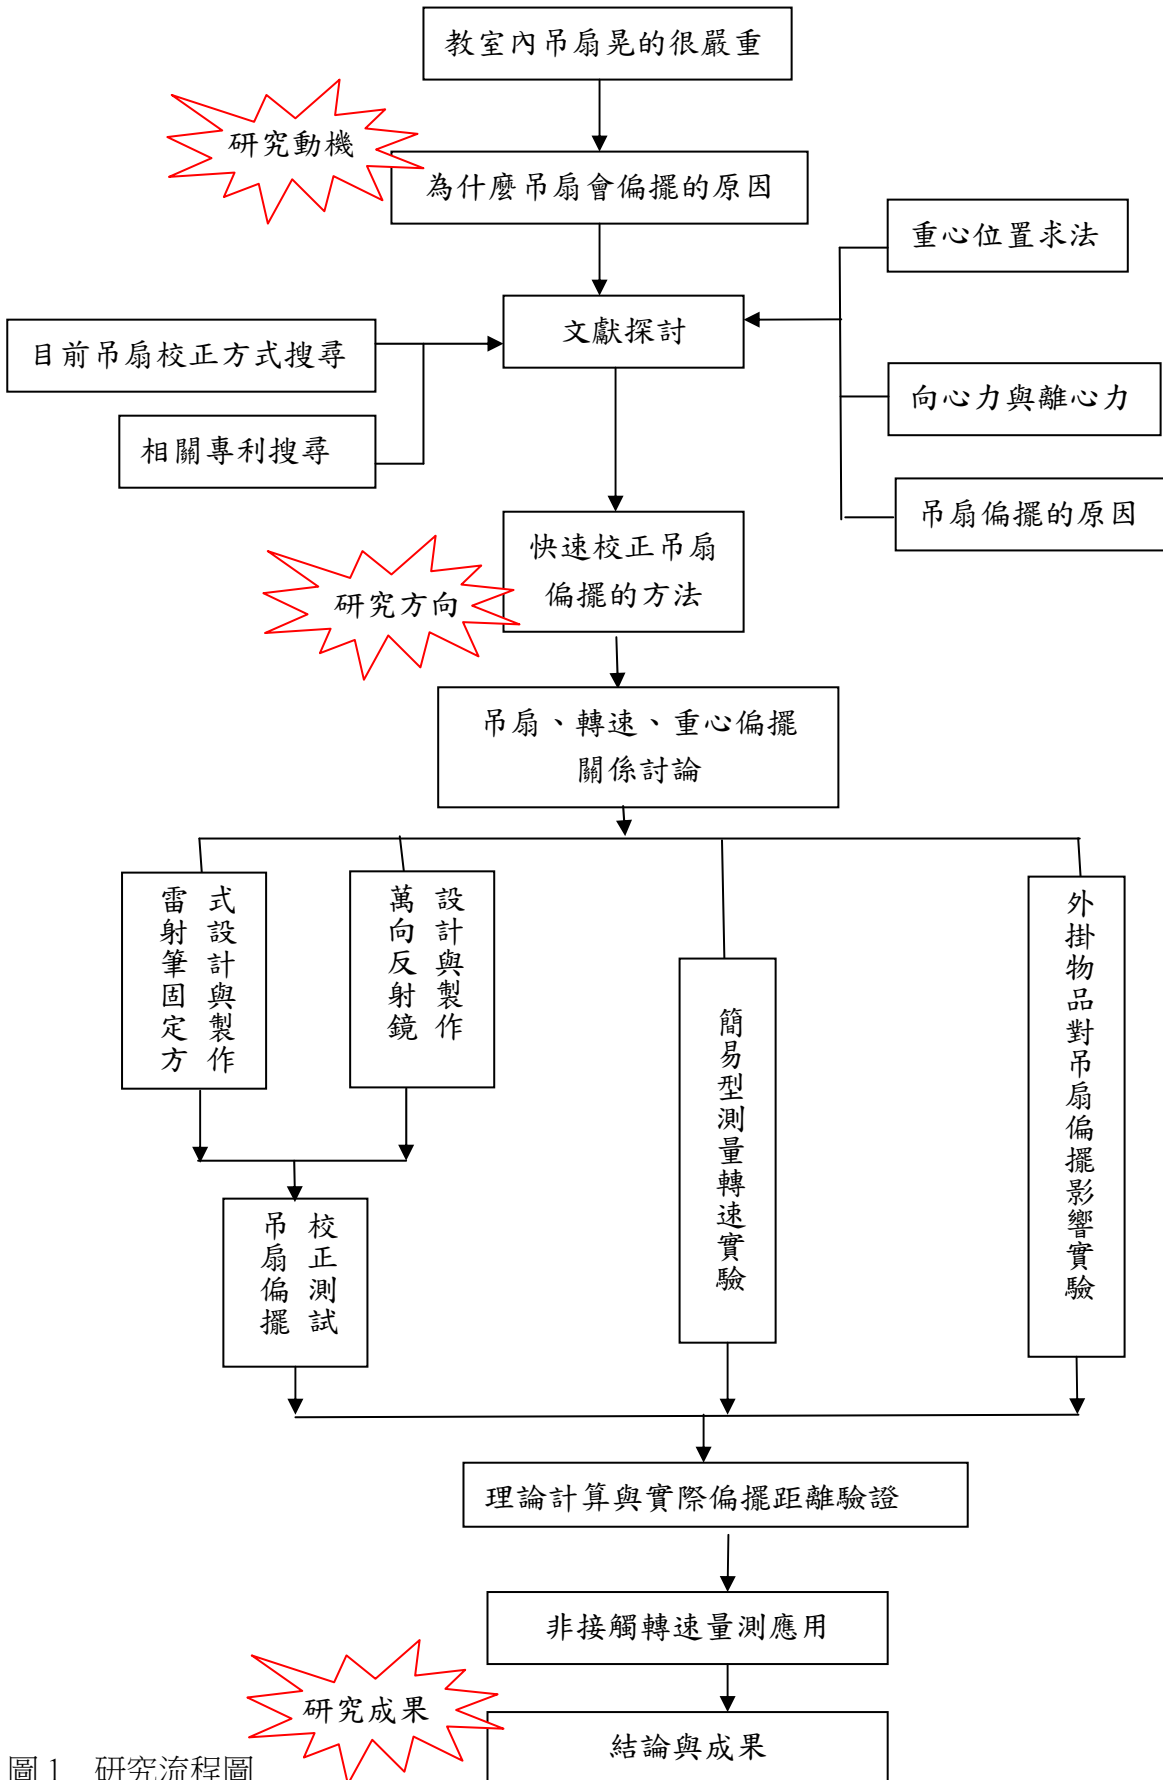 教室內吊扇晃的很嚴重
研究動機
為什麼吊扇會偏擺的原因
重心位置求法
文獻探討
目前吊扇校正方式搜尋
向心力與離心力
相關專利搜尋
吊扇偏擺的原因
快速校正吊扇
偏擺的方法
研究方向
吊扇、轉速、重心偏擺
關係討論
雷射筆固定方
式設計與製作
萬向反射鏡
設計與製作
簡易型測量轉速實驗
外掛物品對吊扇偏擺影響實驗
吊扇偏擺
校正測試
理論計算與實際偏擺距離驗證
非接觸轉速量測應用
研究成果
結論與成果
圖 1 研究流程圖